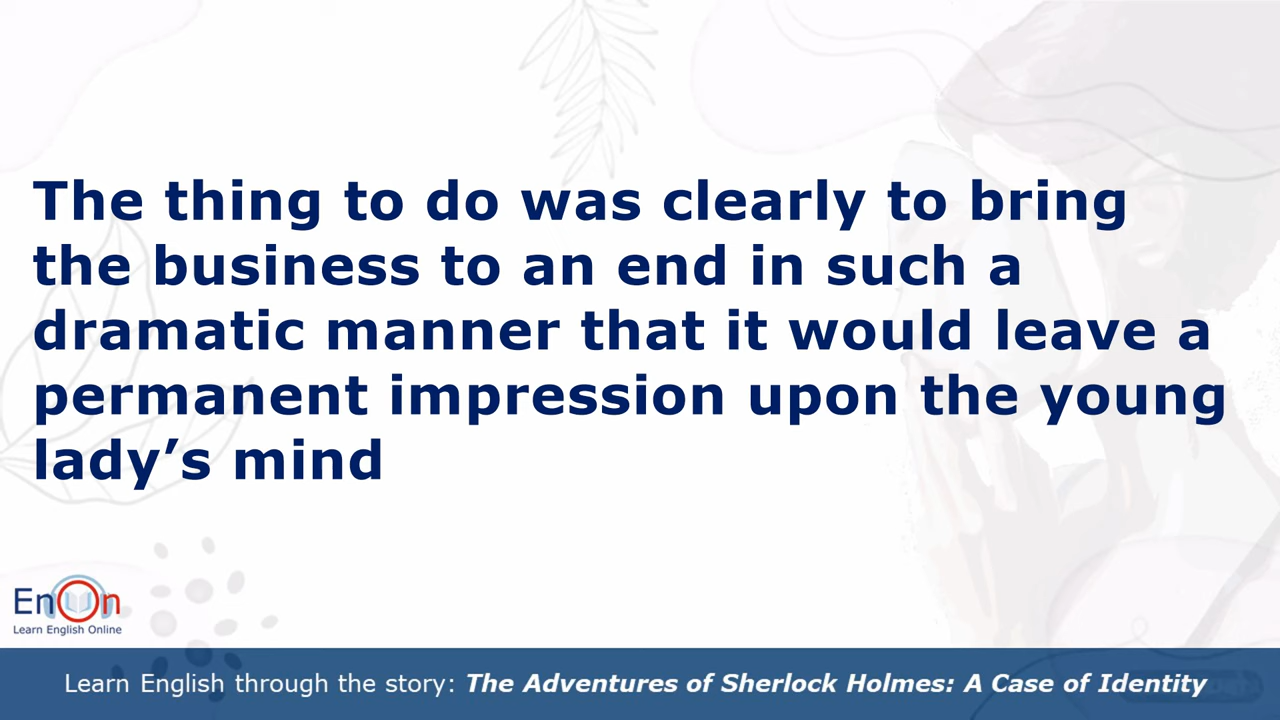 The thing to do was clearly to bring
the business to an end in such a
dramatic manner that it would leave a
permanent impression upon the young
lady’s mind
EnOn
Learn English Online
Learn English through the story: The Adventures of Sherlock Holmes: A Case of Identity